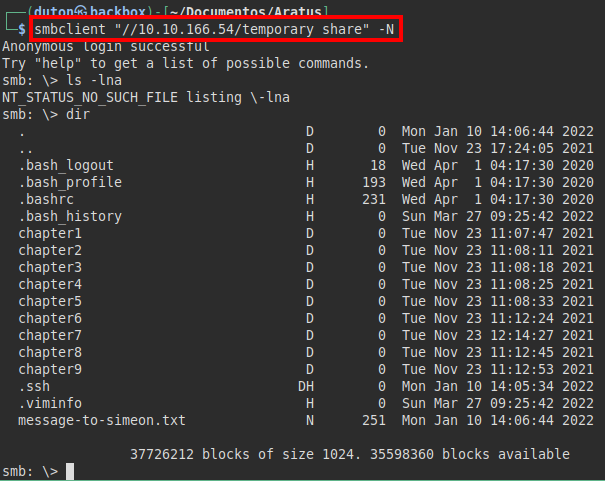 (duton㉿backbox)-[~/Documentos/Aratus]
$ smbclient "//10.10.166.54/temporary share" -N
Anonymous login successful
Try "help" to get a list of possible commands.
smb: \> ls -lna
NT_STATUS_NO_SUCH_FILE listing \-lna
smb: \> dir
. D 0 Mon Jan 10 14:06:44 2022
.. D 0 Tue Nov 23 17:24:05 2021
.bash_logout H 18 Wed Apr 1 04:17:30 2020
.bash_profile H 193 Wed Apr 1 04:17:30 2020
.bashrc H 231 Wed Apr 1 04:17:30 2020
.bash_history H 0 Sun Mar 27 09:25:42 2022
chapter1 D 0 Tue Nov 23 11:07:47 2021
chapter2 D 0 Tue Nov 23 11:08:11 2021
chapter3 D 0 Tue Nov 23 11:08:18 2021
chapter4 D 0 Tue Nov 23 11:08:25 2021
chapter5 D 0 Tue Nov 23 11:08:33 2021
chapter6 D 0 Tue Nov 23 11:12:24 2021
chapter7 D 0 Tue Nov 23 12:14:27 2021
chapter8 D 0 Tue Nov 23 11:12:45 2021
chapter9 D 0 Tue Nov 23 11:12:53 2021
.ssh DH 0 Mon Jan 10 14:05:34 2022
.viminfo H 0 Sun Mar 27 09:25:42 2022
message-to-simeon.txt N 251 Mon Jan 10 14:06:44 2022
37726212 blocks of size 1024. 35598360 blocks available
smb: \>